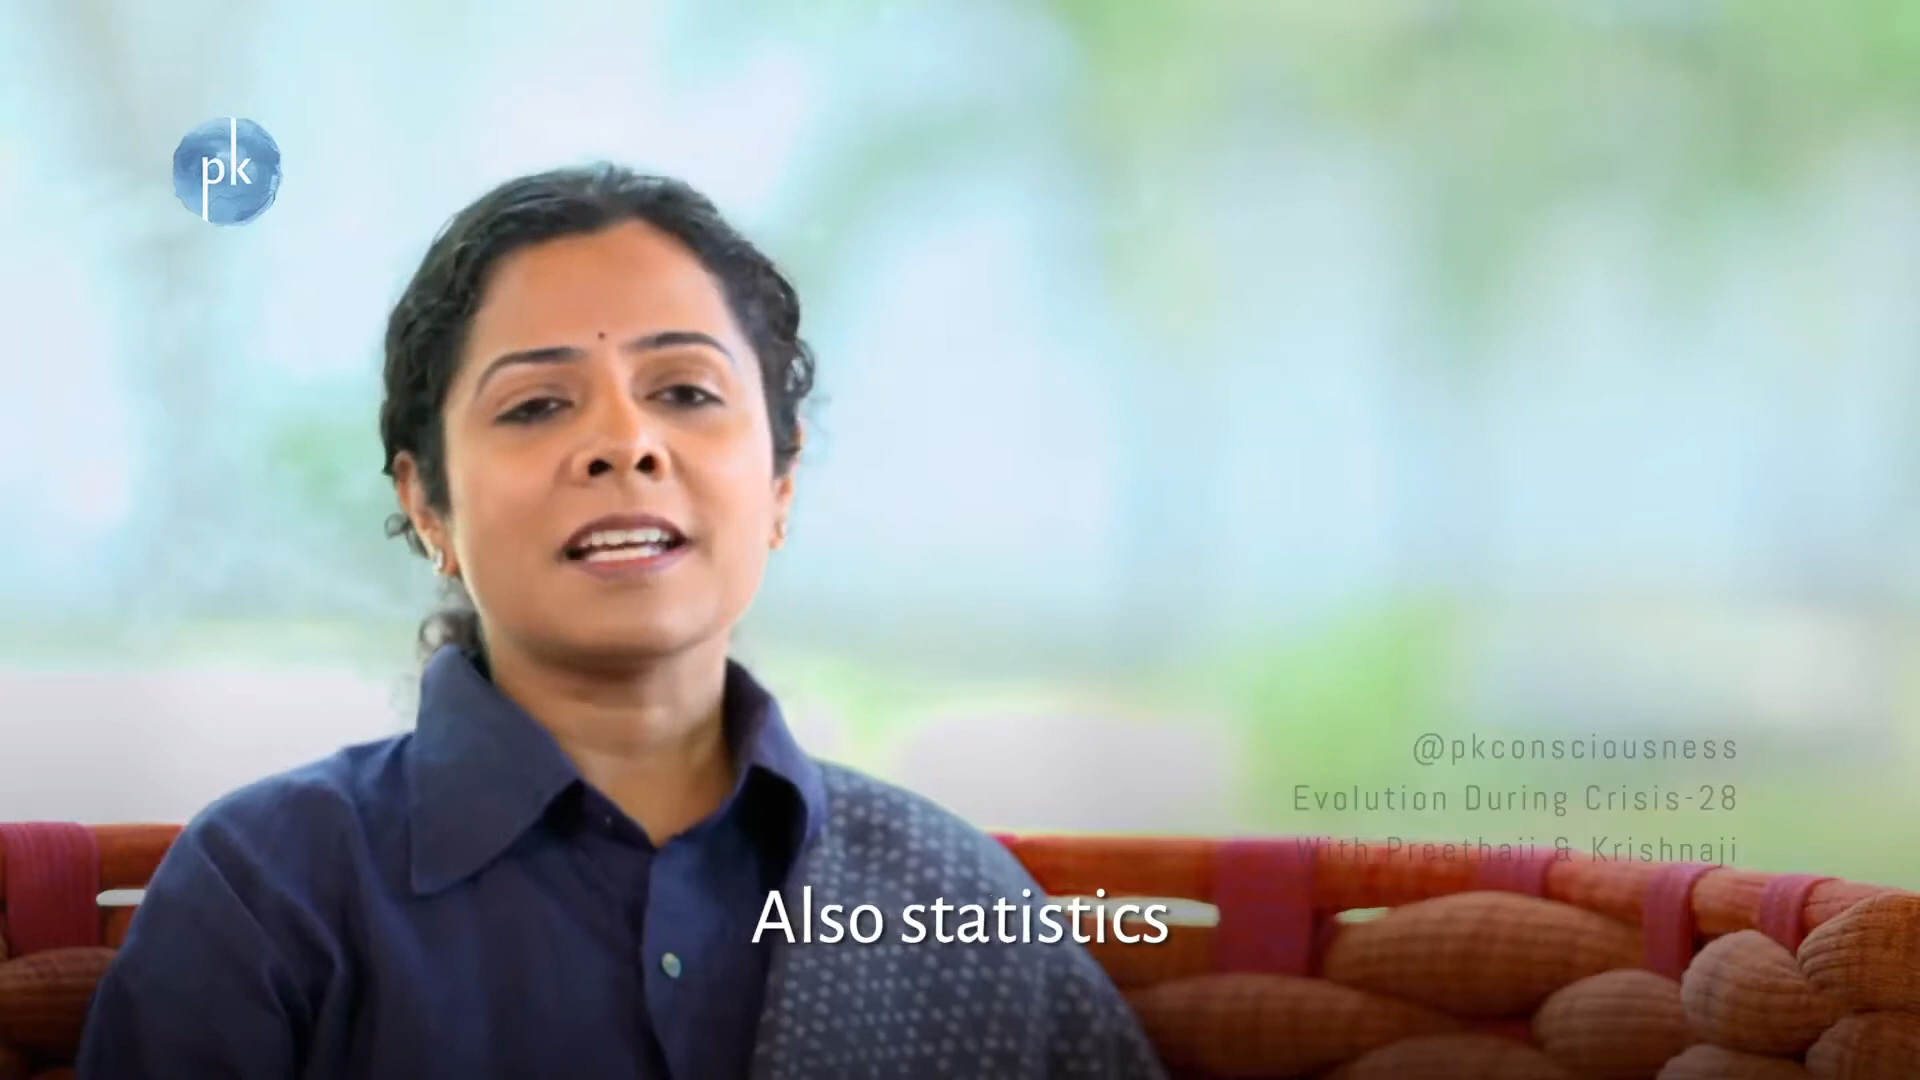 pk
@pkconsciousness
Evolution During Crisis-28
With Preethaji & Krishnaji
Also statistics